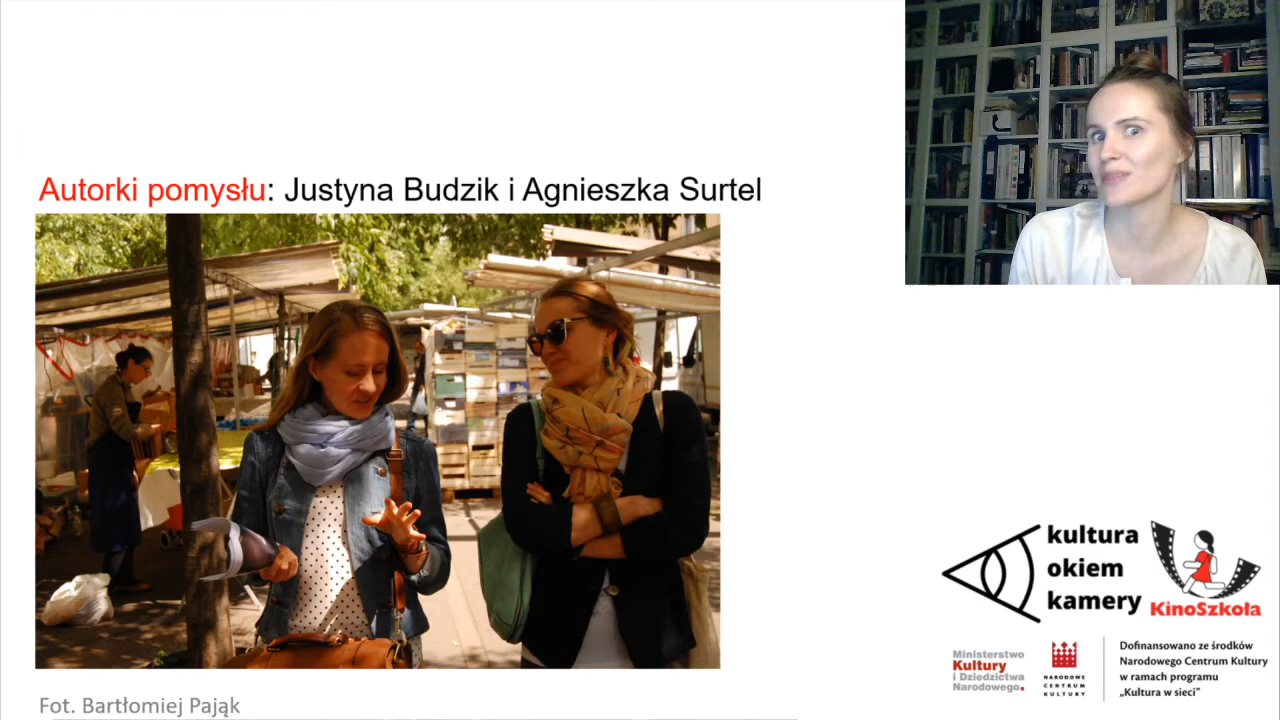 Autorki pomysłu: Justyna Budzik i Agnieszka Surtel
Fot. Bartłomiej Pająk
kultura
okiem
kamery
KinoSzkoła
Ministerstwo
Kultury
i Dziedzictwa
Narodowego.
NARODOWE
CENTRUM
KULTURY
Dofinansowano ze środków
Narodowego Centrum Kultury
w ramach programu
„Kultura w sieci”